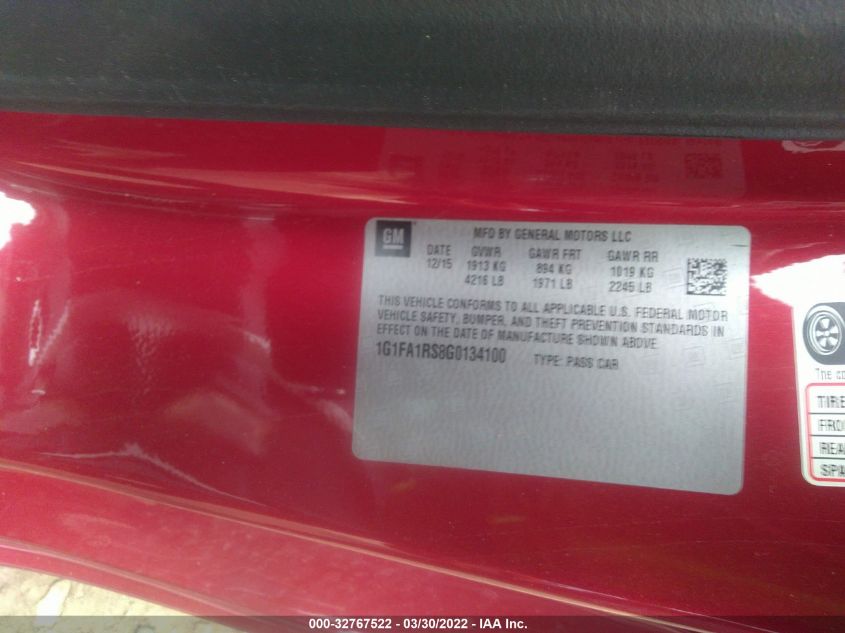 GM
MFD BY GENERAL MOTORS LLC
DATE GVWR GAWR FRT GAWR RR
12/15 1913 KG 894 KG 1019 KG
4216 LB 1971 LB 2245 LB
THIS VEHICLE CONFORMS TO ALL APPLICABLE U.S. FEDERAL MOTOR
VEHICLE SAFETY, BUMPER, AND THEFT PREVENTION STANDARDS IN
EFFECT ON THE DATE OF MANUFACTURE SHOWN ABOVE.
1G1FA1RS8G0134100 TYPE: PASS CAR
The co
TIRE
FRO
REA
SPA
000-32767522 - 03/30/2022 - IAA Inc.